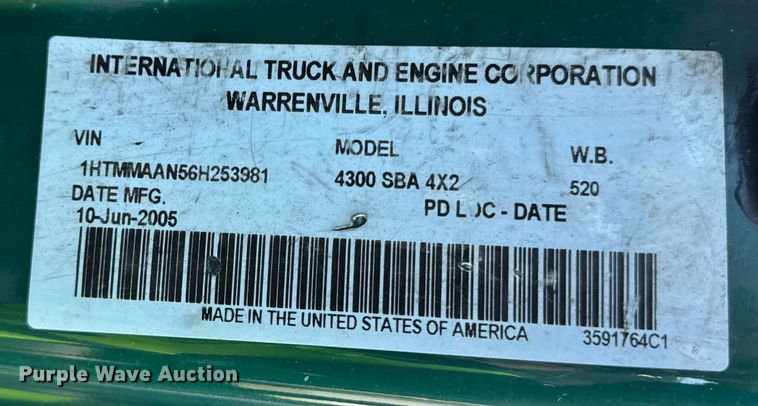 INTERNATIONAL TRUCK AND ENGINE CORPORATION
WARRENVILLE, ILLINOIS
VIN MODEL W.B.
1HTMMAAN56H253981 4300 SBA 4X2 520
DATE MFG. PD LOC - DATE
10-Jun-2005
MADE IN THE UNITED STATES OF AMERICA 3591764C1
Purple Wave Auction